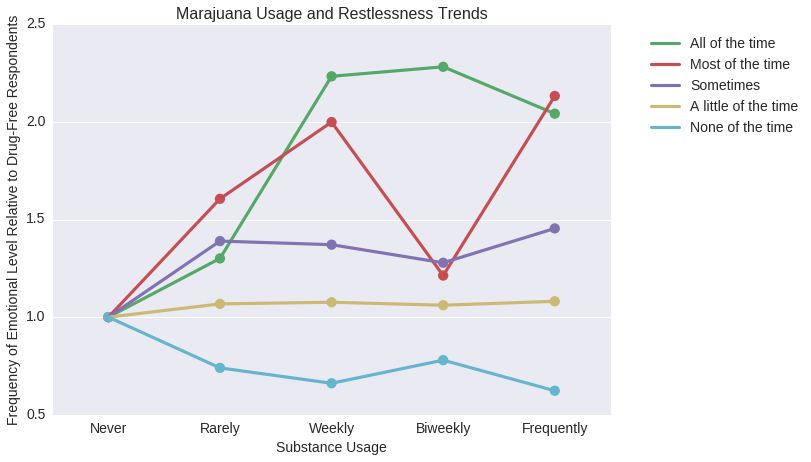 Marajuana Usage and Restlessness Trends
Frequency of Emotional Level Relative to Drug-Free Respondents
2.5
2.0
1.5
1.0
0.5
Never Rarely Weekly Biweekly Frequently
Substance Usage
All of the time
Most of the time
Sometimes
A little of the time
None of the time